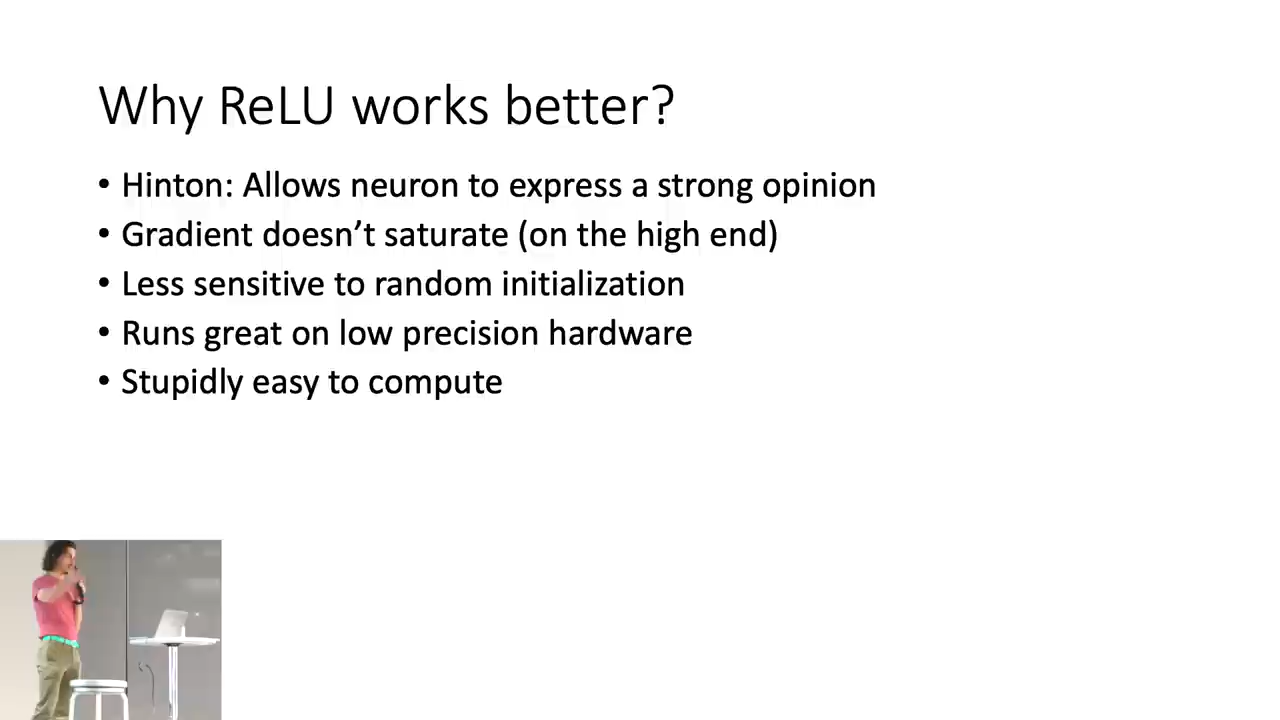 Why ReLU works better?
• Hinton: Allows neuron to express a strong opinion
• Gradient doesn’t saturate (on the high end)
• Less sensitive to random initialization
• Runs great on low precision hardware
• Stupidly easy to compute